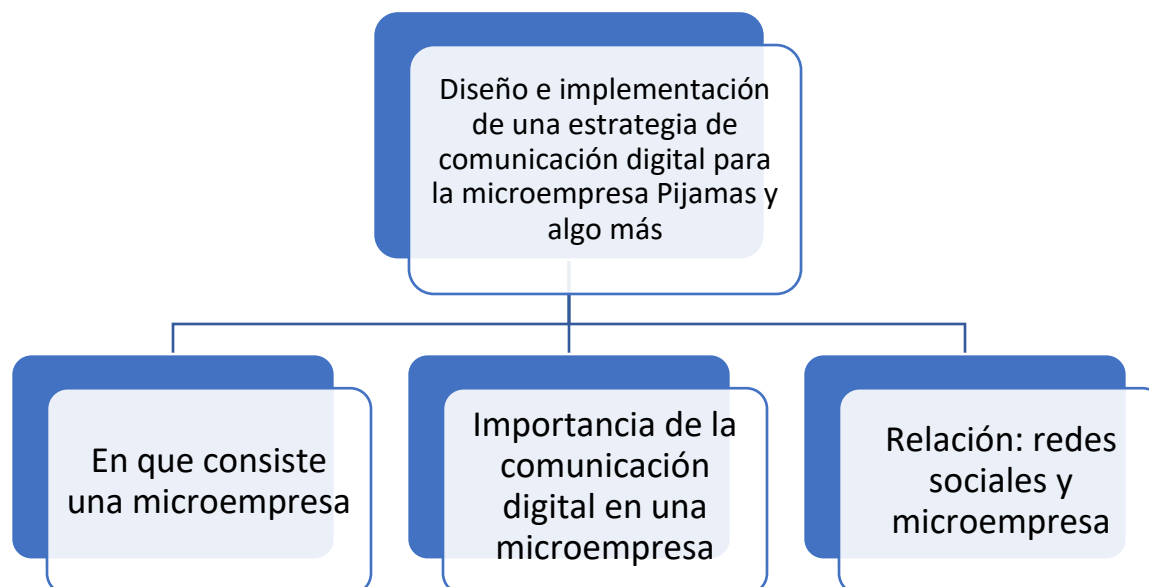 Diseño e implementación
de una estrategia de
comunicación digital para
la microempresa Pijamas y
algo más
En que consiste
una microempresa
Importancia de la
comunicación
digital en una
microempresa
Relación: redes
sociales y
microempresa